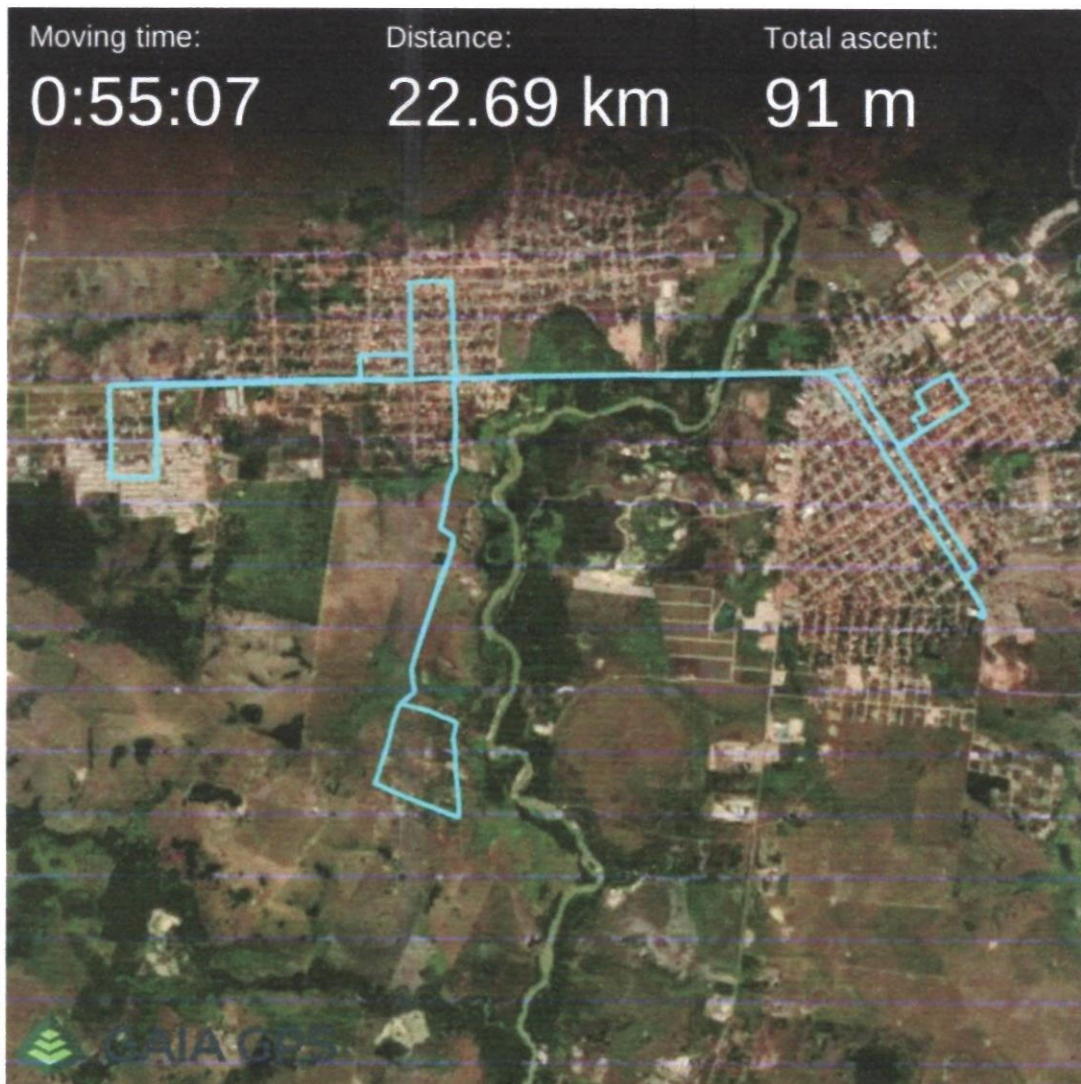 Moving time:
Distance:
Total ascent:
0:55:07
22.69 km
91 m
GAIA GPS